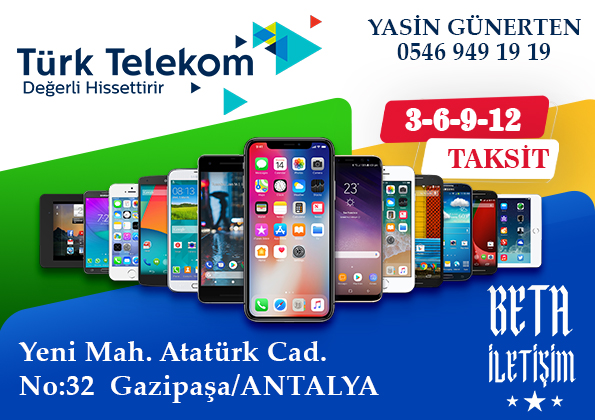 Türk Telekom
Değerli Hissettirir
YASİN GÜNERTEN
0546 949 19 19
3-6-9-12
TAKSİT
23°
BETA
İLETİŞİM
Yeni Mah. Atatürk Cad.
No:32 Gazipaşa/ANTALYA